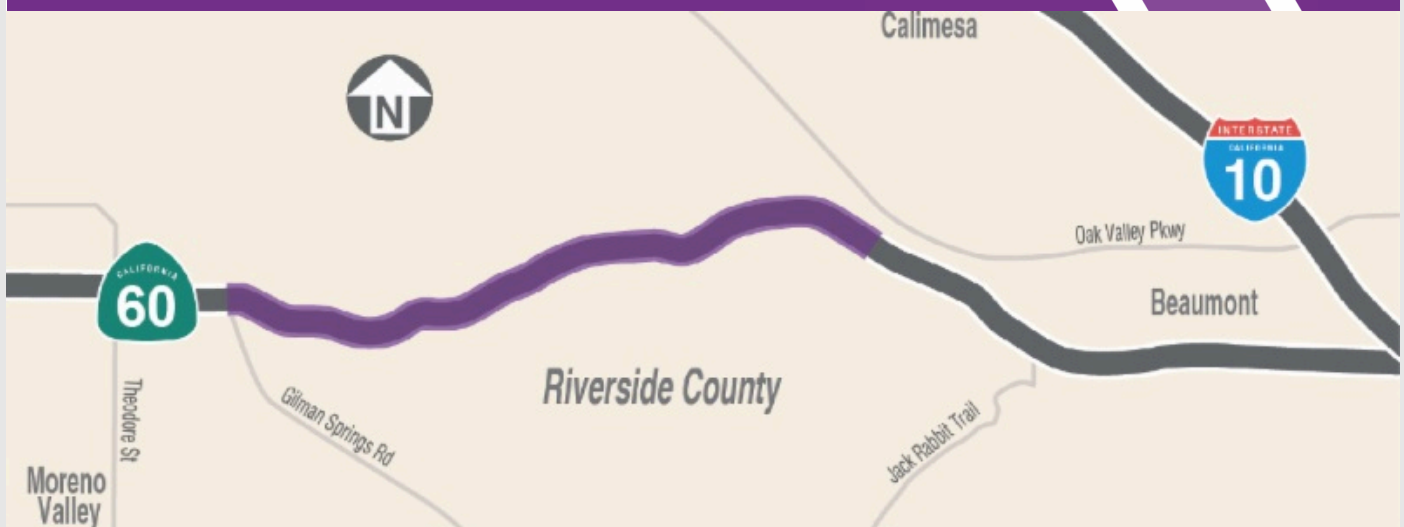 Calimesa
N
INTERSTATE
CALIFORNIA
10
Oak Valley Pkwy
CALIFORNIA
60
Beaumont
Riverside County
Theodore St
Gilman Springs Rd
Jack Rabbit Trail
Moreno
Valley